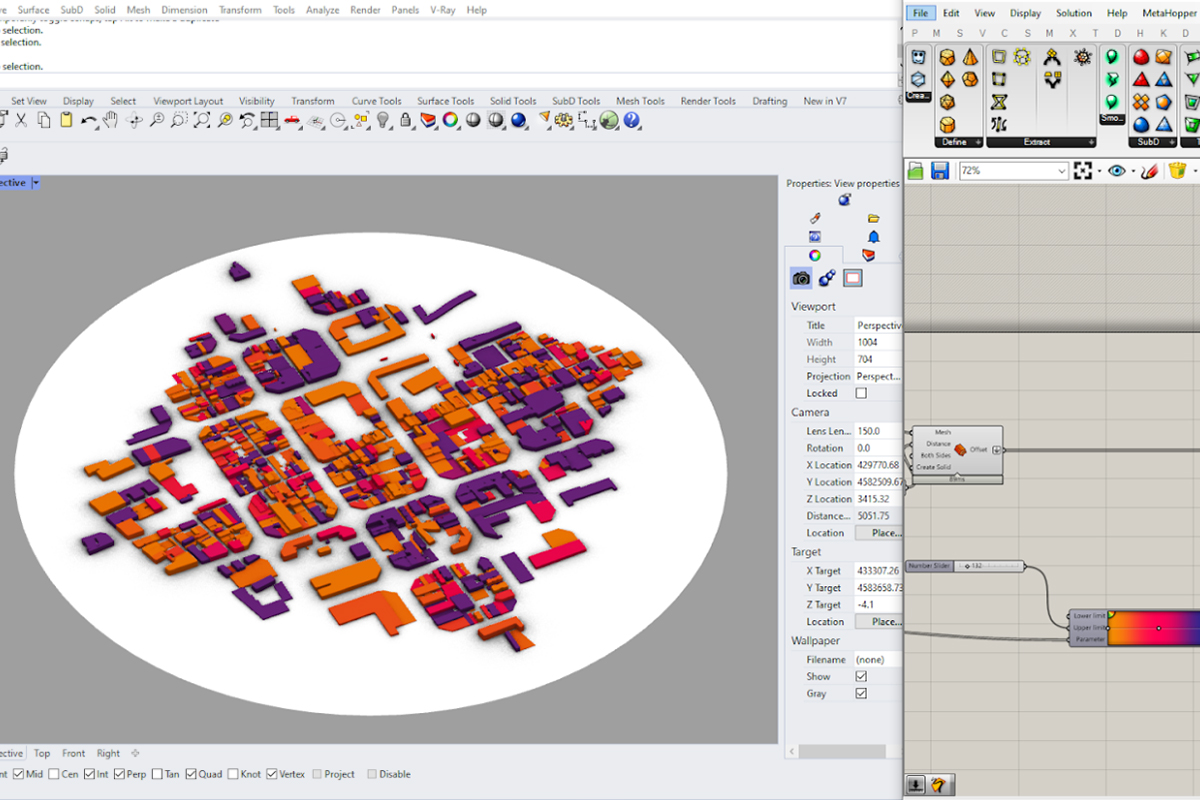 Surface SubD Solid Mesh Dimension Transform Tools Analyze Render Panels V-Ray Help
selection.
selection.
selection.
Set View Display Select Viewport Layout Visibility Transform Curve Tools Surface Tools Solid Tools SubD Tools Mesh Tools Render Tools Drafting New in V7
ective
Properties: View properties
Viewport
Title Perspectiv
Width 1004
Height 704
Projection Perspect...
Locked
Camera
Lens Len... 150.0
Rotation 0.0
X Location 429770.68
Y Location 4582509.67
Z Location 3415.32
Distance... 5051.75
Location Place...
Target
X Target 433307.26
Y Target 4583658.73
Z Target -4.1
Location Place...
Wallpaper
Filename (none)
Show
Gray
ective Top Front Right
nt Mid Cen Int Perp Tan Quad Knot Vertex Project Disable
File Edit View Display Solution Help MetaHopper
P M S V C S M X T D H K D
Crea...
Smo...
Define
Extract
SubD
72%
Mesh
Distance
Both Sides
Create Solid
Offset
89ms
Number Slider 182
Lower limit
Upper limit
Parameter